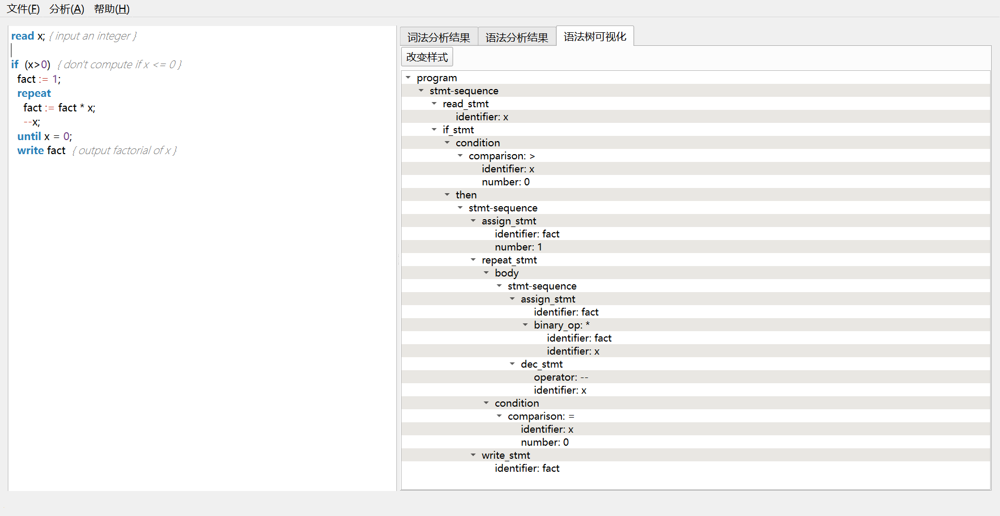 文件(F) 分析(A) 帮助(H)
read x; { input an integer }
if (x>0) { don't compute if x <= 0 }
fact := 1;
repeat
fact := fact * x;
--x;
until x = 0;
write fact { output factorial of x }
词法分析结果 语法分析结果 语法树可视化
改变样式
program
stmt-sequence
read_stmt
identifier: x
if_stmt
condition
comparison: >
identifier: x
number: 0
then
stmt-sequence
assign_stmt
identifier: fact
number: 1
repeat_stmt
body
stmt-sequence
assign_stmt
identifier: fact
binary_op: *
identifier: fact
identifier: x
dec_stmt
operator: --
identifier: x
condition
comparison: =
identifier: x
number: 0
write_stmt
identifier: fact